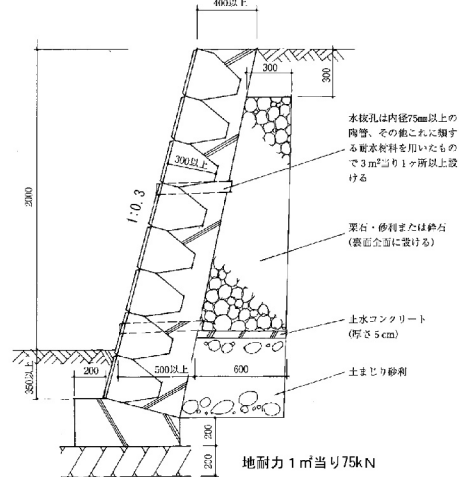 400以上
300
300
水抜孔は内径75㎜以上の
陶管、その他これに類す
る耐水材料を用いたもの
で3m²当り1ヶ所以上設
ける
300以上
2000
1:0.3
栗石・砂利または砕石
(裏面全面に設ける)
止水コンクリート
(厚さ5cm)
350以上
200
500以上
600
土まじり砂利
200
200
地耐力1㎡当り75kN